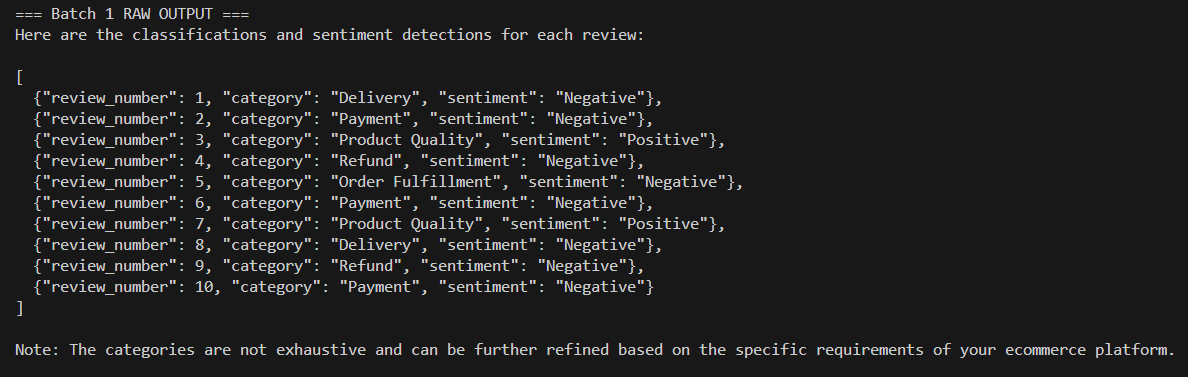 === Batch 1 RAW OUTPUT ===
Here are the classifications and sentiment detections for each review:
[
{"review_number": 1, "category": "Delivery", "sentiment": "Negative"},
{"review_number": 2, "category": "Payment", "sentiment": "Negative"},
{"review_number": 3, "category": "Product Quality", "sentiment": "Positive"},
{"review_number": 4, "category": "Refund", "sentiment": "Negative"},
{"review_number": 5, "category": "Order Fulfillment", "sentiment": "Negative"},
{"review_number": 6, "category": "Payment", "sentiment": "Negative"},
{"review_number": 7, "category": "Product Quality", "sentiment": "Positive"},
{"review_number": 8, "category": "Delivery", "sentiment": "Negative"},
{"review_number": 9, "category": "Refund", "sentiment": "Negative"},
{"review_number": 10, "category": "Payment", "sentiment": "Negative"}
]
Note: The categories are not exhaustive and can be further refined based on the specific requirements of your ecommerce platform.